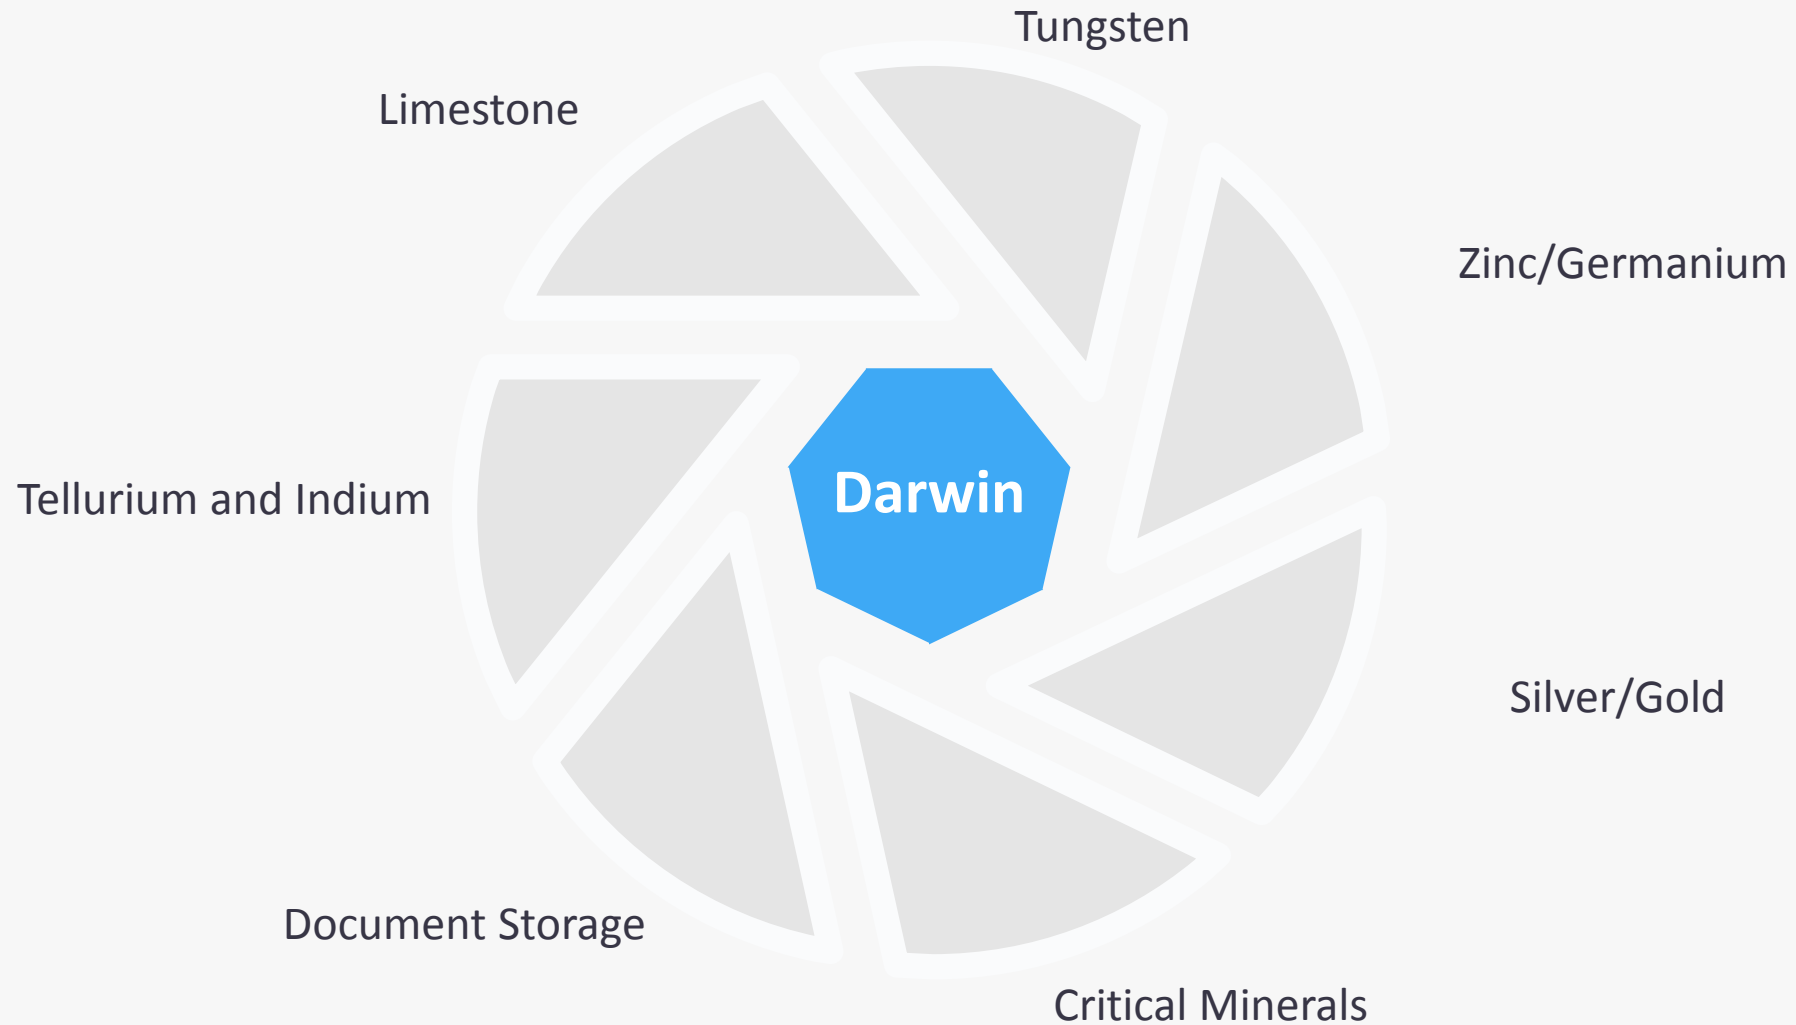 Tungsten
Limestone
Zinc/Germanium
Tellurium and Indium
Darwin
Silver/Gold
Document Storage
Critical Minerals